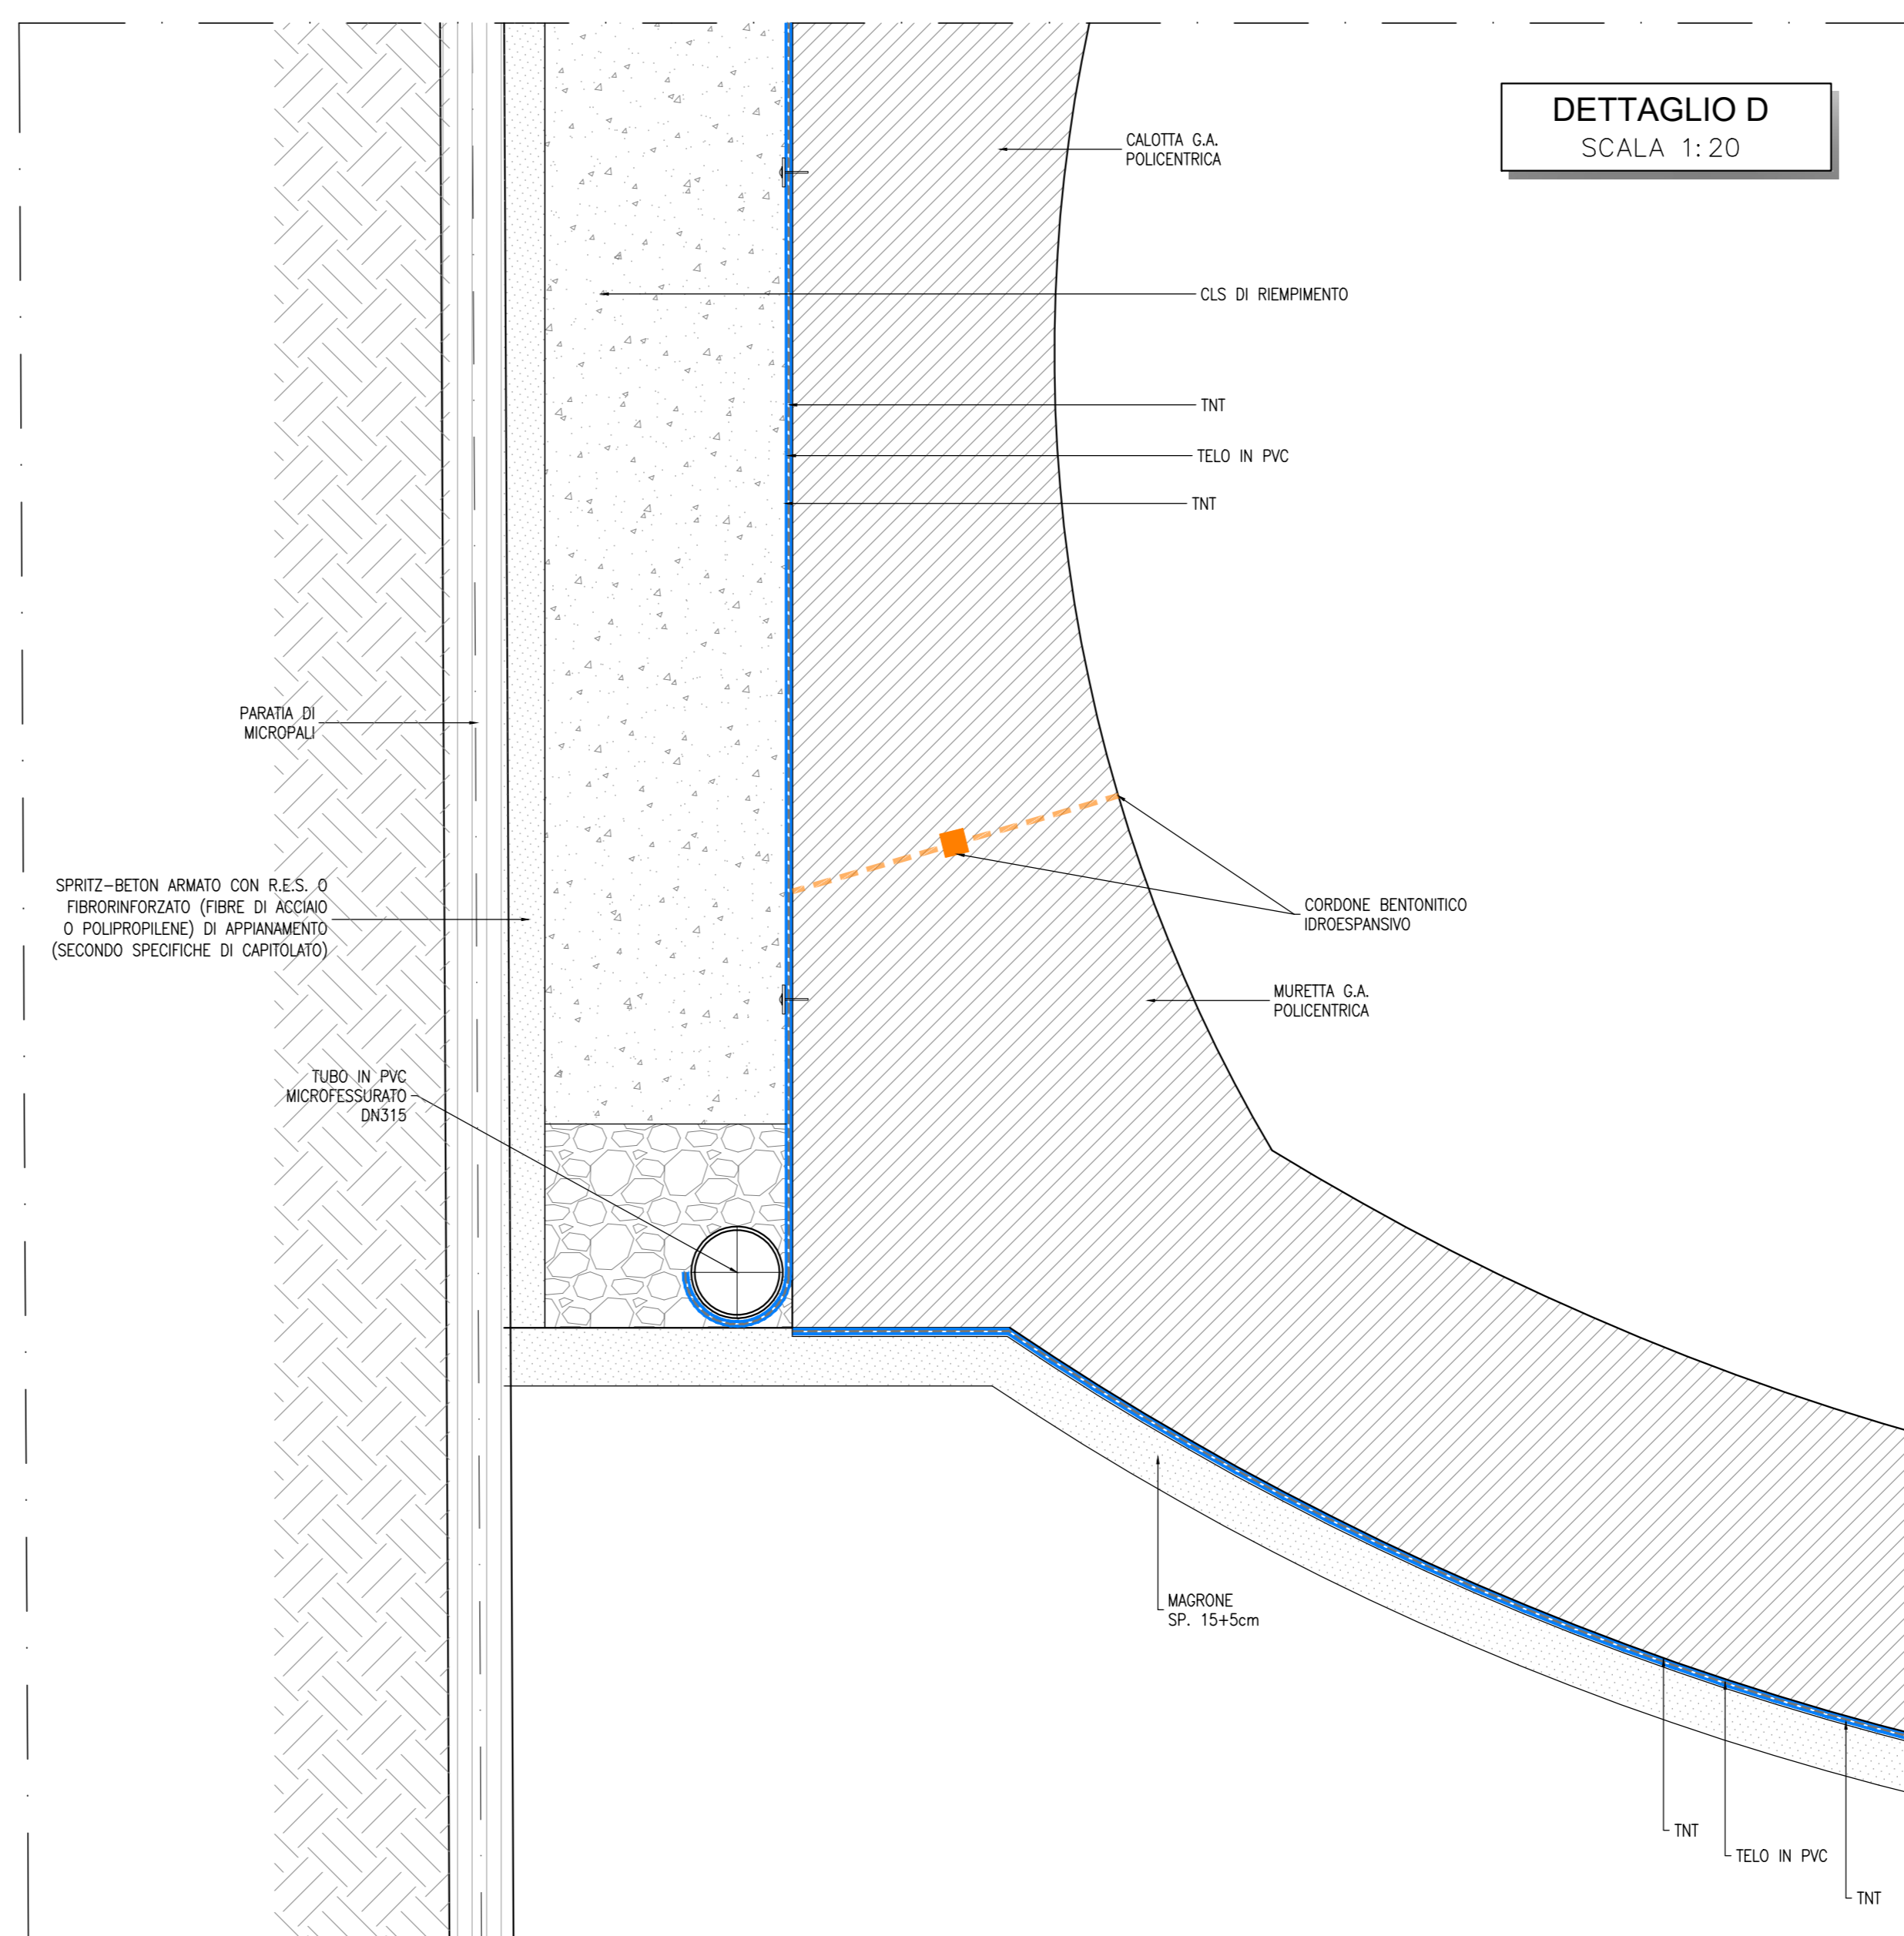 DETTAGLIO D
SCALA 1:20
CALOTTA G.A.
POLICENTRICA
CLS DI RIEMPIMENTO
TNT
TELO IN PVC
TNT
PARATIA DI
MICROPALI
SPRITZ-BETON ARMATO CON R.E.S. O
FIBRORINFORZATO (FIBRE DI ACCIAIO
O POLIPROPILENE) DI APPIANAMENTO
(SECONDO SPECIFICHE DI CAPITOLATO)
CORDONE BENTONITICO
IDROESPANSIVO
MURETTA G.A.
POLICENTRICA
TUBO IN PVC
MICROFESSURATO
DN315
MAGRONE
SP. 15+5cm
TNT
TELO IN PVC
TNT